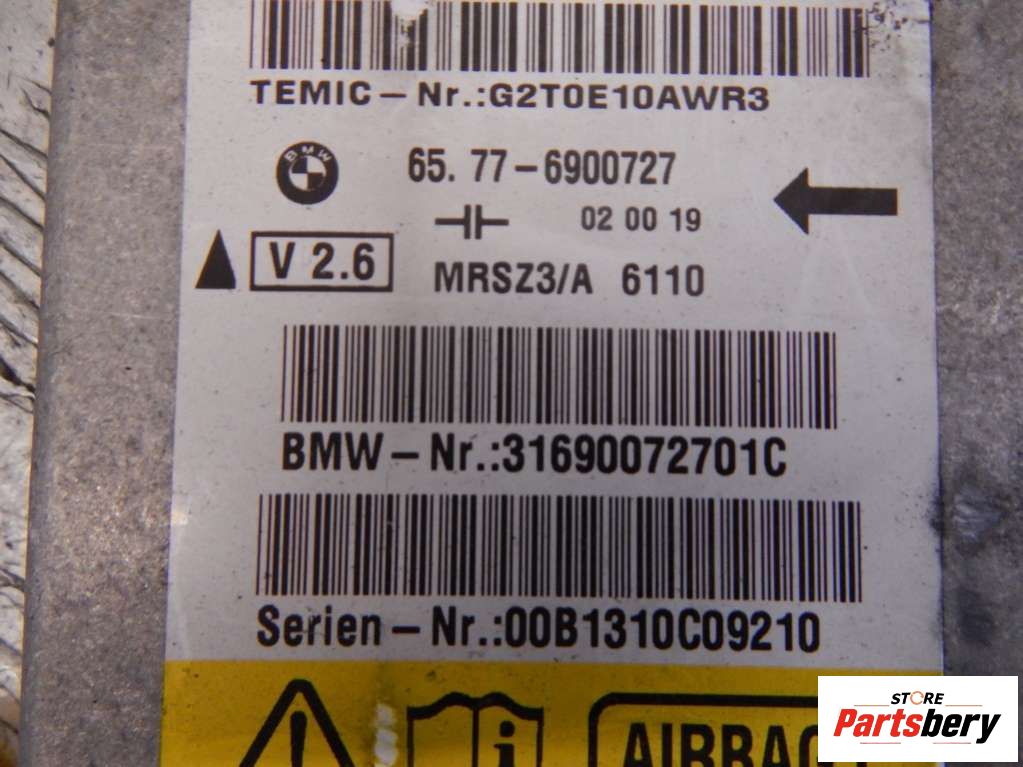 TEMIC-Nr.:G2T0E10AWR3
BMW
65.77-6900727
02 00 19
V 2.6
MRSZ3/A 6110
BMW-Nr.:31690072701C
Serien-Nr.:00B1310C09210
i
AIRBAG
STORE
Partsbery